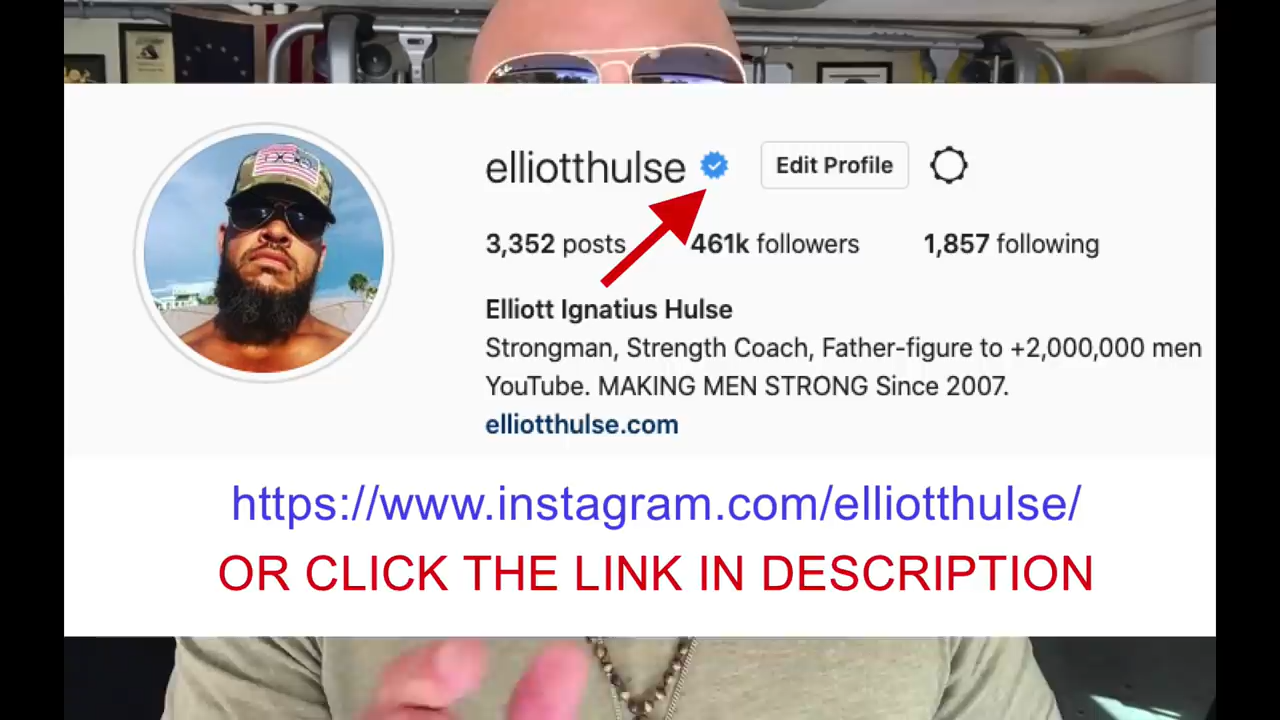 elliotthulse Edit Profile
3,352 posts 461k followers 1,857 following
Elliott Ignatius Hulse
Strongman, Strength Coach, Father-figure to +2,000,000 men
YouTube. MAKING MEN STRONG Since 2007.
elliotthulse.com
https://www.instagram.com/elliotthulse/
OR CLICK THE LINK IN DESCRIPTION